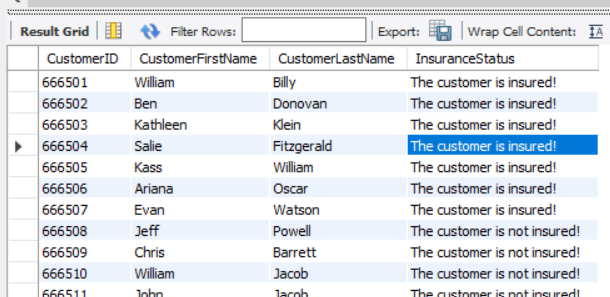 Result Grid Filter Rows: Export: Wrap Cell Content: IA
CustomerID CustomerFirstName CustomerLastName InsuranceStatus
666501 William Billy The customer is insured!
666502 Ben Donovan The customer is insured!
666503 Kathleen Klein The customer is insured!
666504 Salie Fitzgerald The customer is insured!
666505 Kass William The customer is insured!
666506 Ariana Oscar The customer is insured!
666507 Evan Watson The customer is insured!
666508 Jeff Powell The customer is not insured!
666509 Chris Barrett The customer is not insured!
666510 William Jacob The customer is not insured!
666511 John Jacob The customer is not insured!